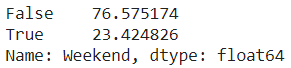 False    76.575174
True     23.424826
Name: Weekend, dtype: float64